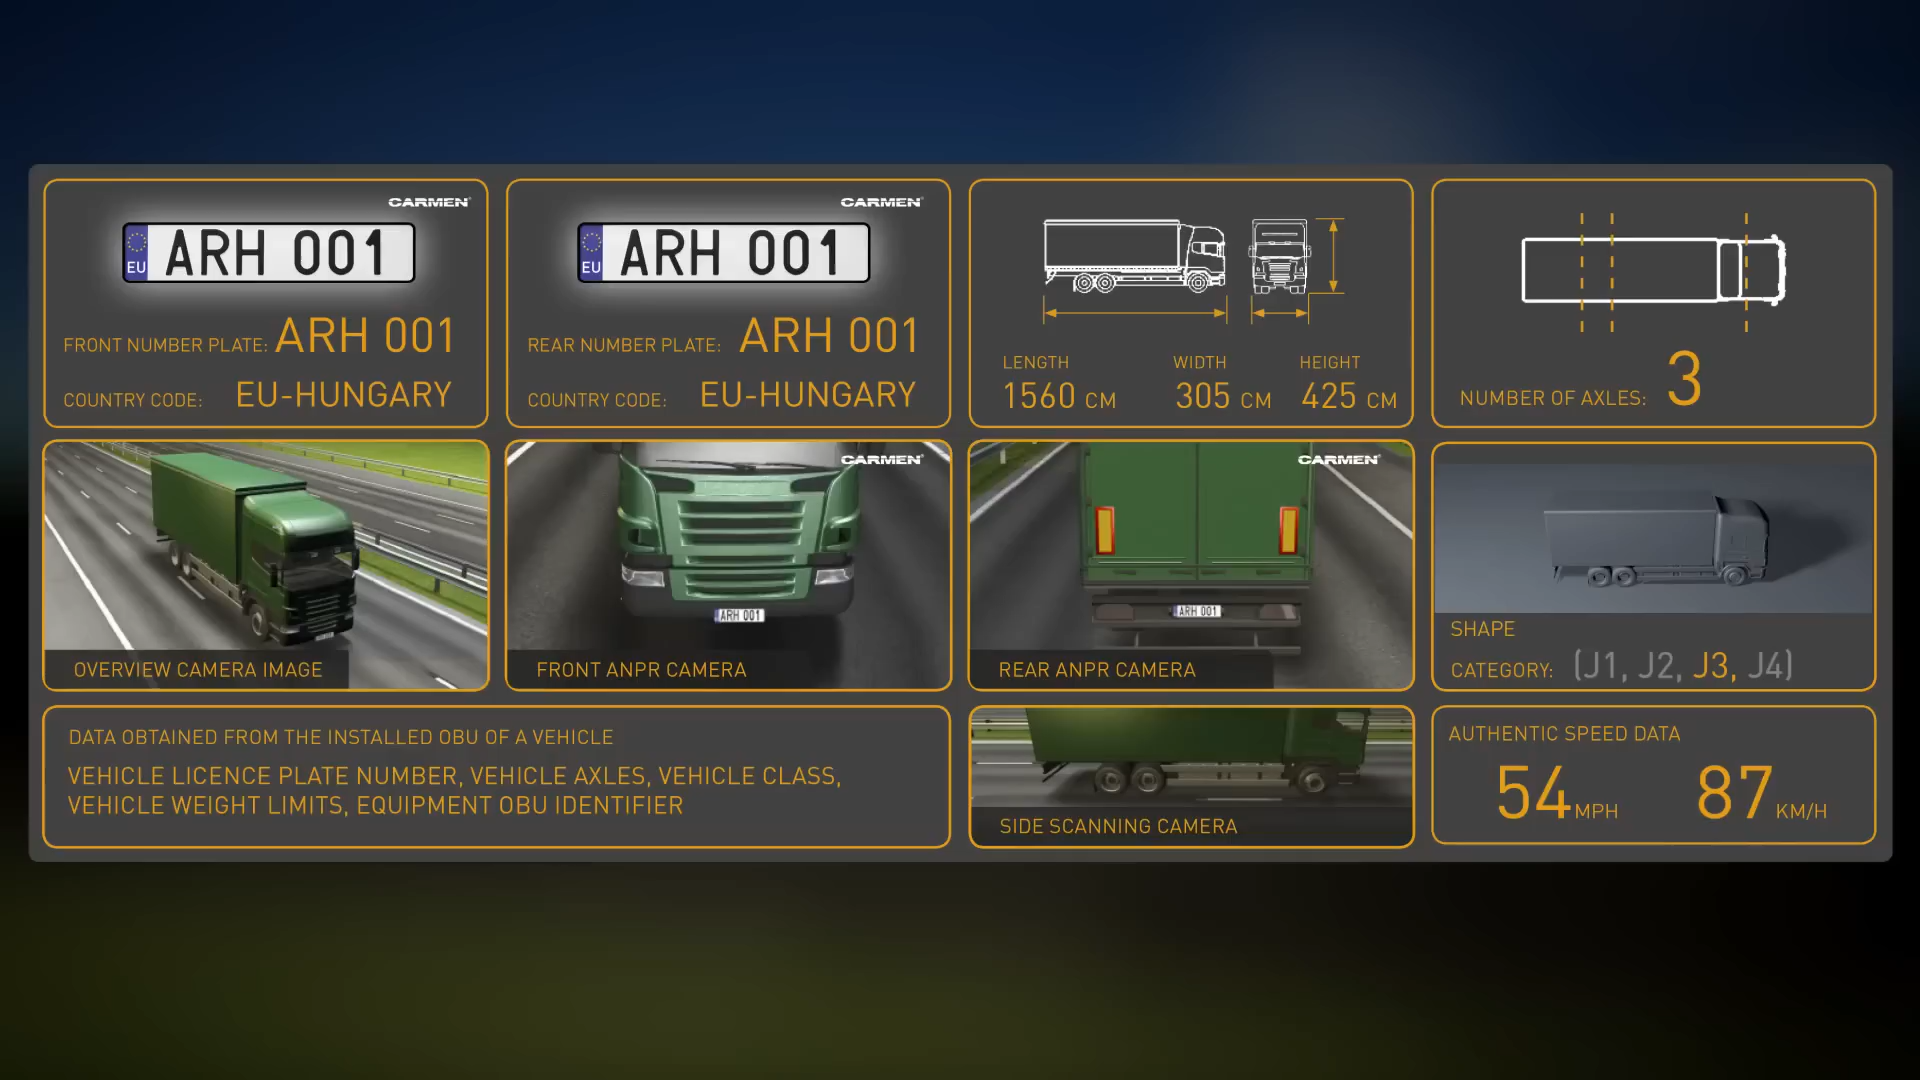 CARMEN
EU ARH 001
FRONT NUMBER PLATE: ARH 001
COUNTRY CODE: EU-HUNGARY
CARMEN
EU ARH 001
REAR NUMBER PLATE: ARH 001
COUNTRY CODE: EU-HUNGARY
LENGTH WIDTH HEIGHT
1560 CM 305 CM 425 CM
NUMBER OF AXLES: 3
OVERVIEW CAMERA IMAGE
CARMEN
ARH 001
FRONT ANPR CAMERA
CARMEN
ARH 001
REAR ANPR CAMERA
SHAPE
CATEGORY: (J1, J2, J3, J4)
DATA OBTAINED FROM THE INSTALLED OBU OF A VEHICLE
VEHICLE LICENCE PLATE NUMBER, VEHICLE AXLES, VEHICLE CLASS,
VEHICLE WEIGHT LIMITS, EQUIPMENT OBU IDENTIFIER
SIDE SCANNING CAMERA
AUTHENTIC SPEED DATA
54 MPH 87 KM/H